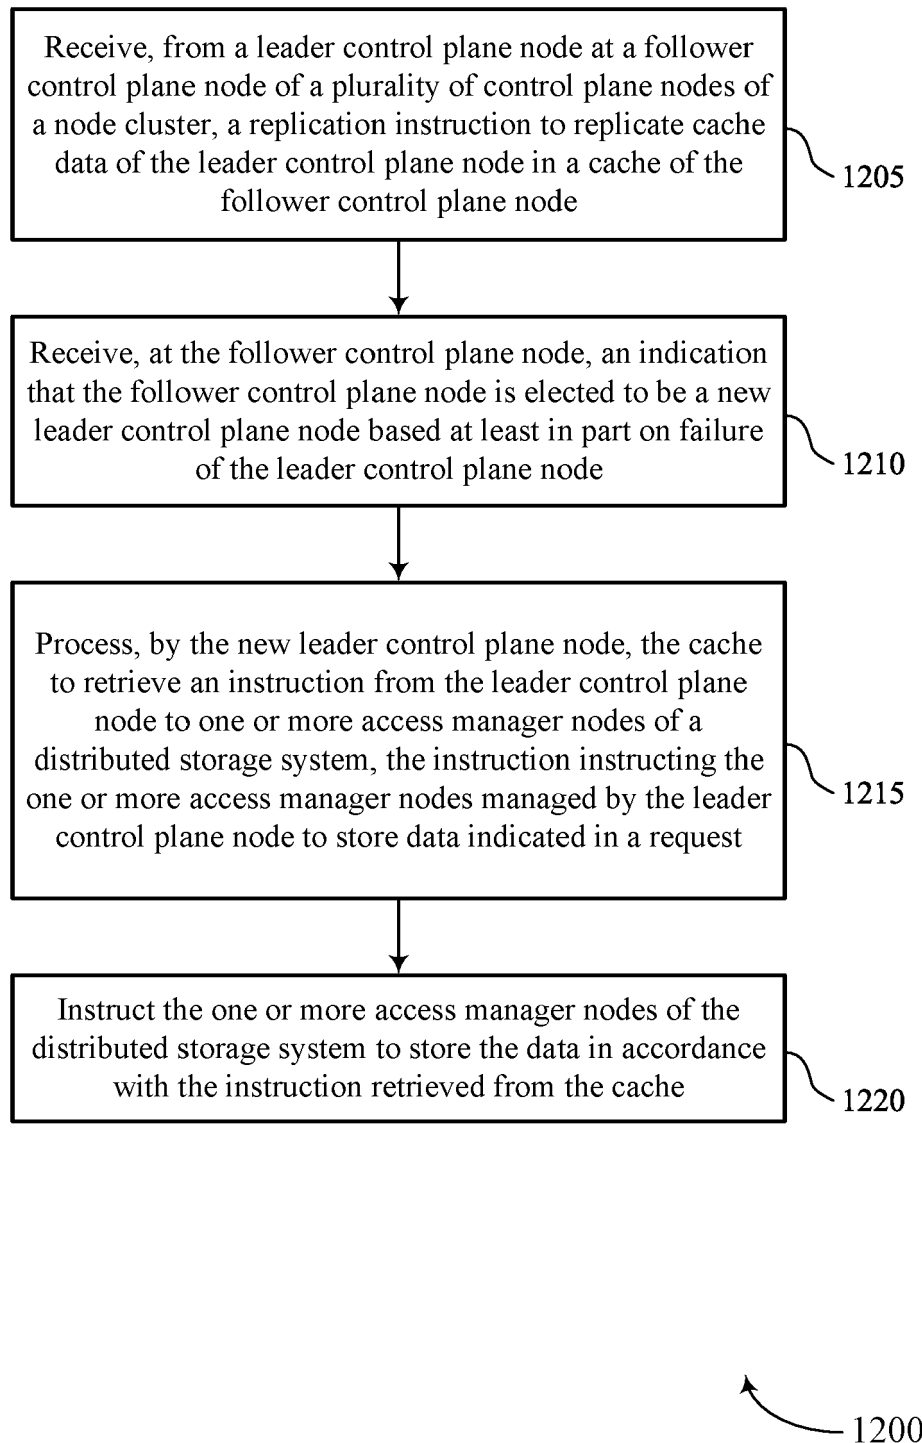 Receive, from a leader control plane node at a follower
control plane node of a plurality of control plane nodes of
a node cluster, a replication instruction to replicate cache
data of the leader control plane node in a cache of the
follower control plane node
1205
Receive, at the follower control plane node, an indication
that the follower control plane node is elected to be a new
leader control plane node based at least in part on failure
of the leader control plane node
1210
Process, by the new leader control plane node, the cache
to retrieve an instruction from the leader control plane
node to one or more access manager nodes of a
distributed storage system, the instruction instructing the
one or more access manager nodes managed by the leader
control plane node to store data indicated in a request
1215
Instruct the one or more access manager nodes of the
distributed storage system to store the data in accordance
with the instruction retrieved from the cache
1220
1200